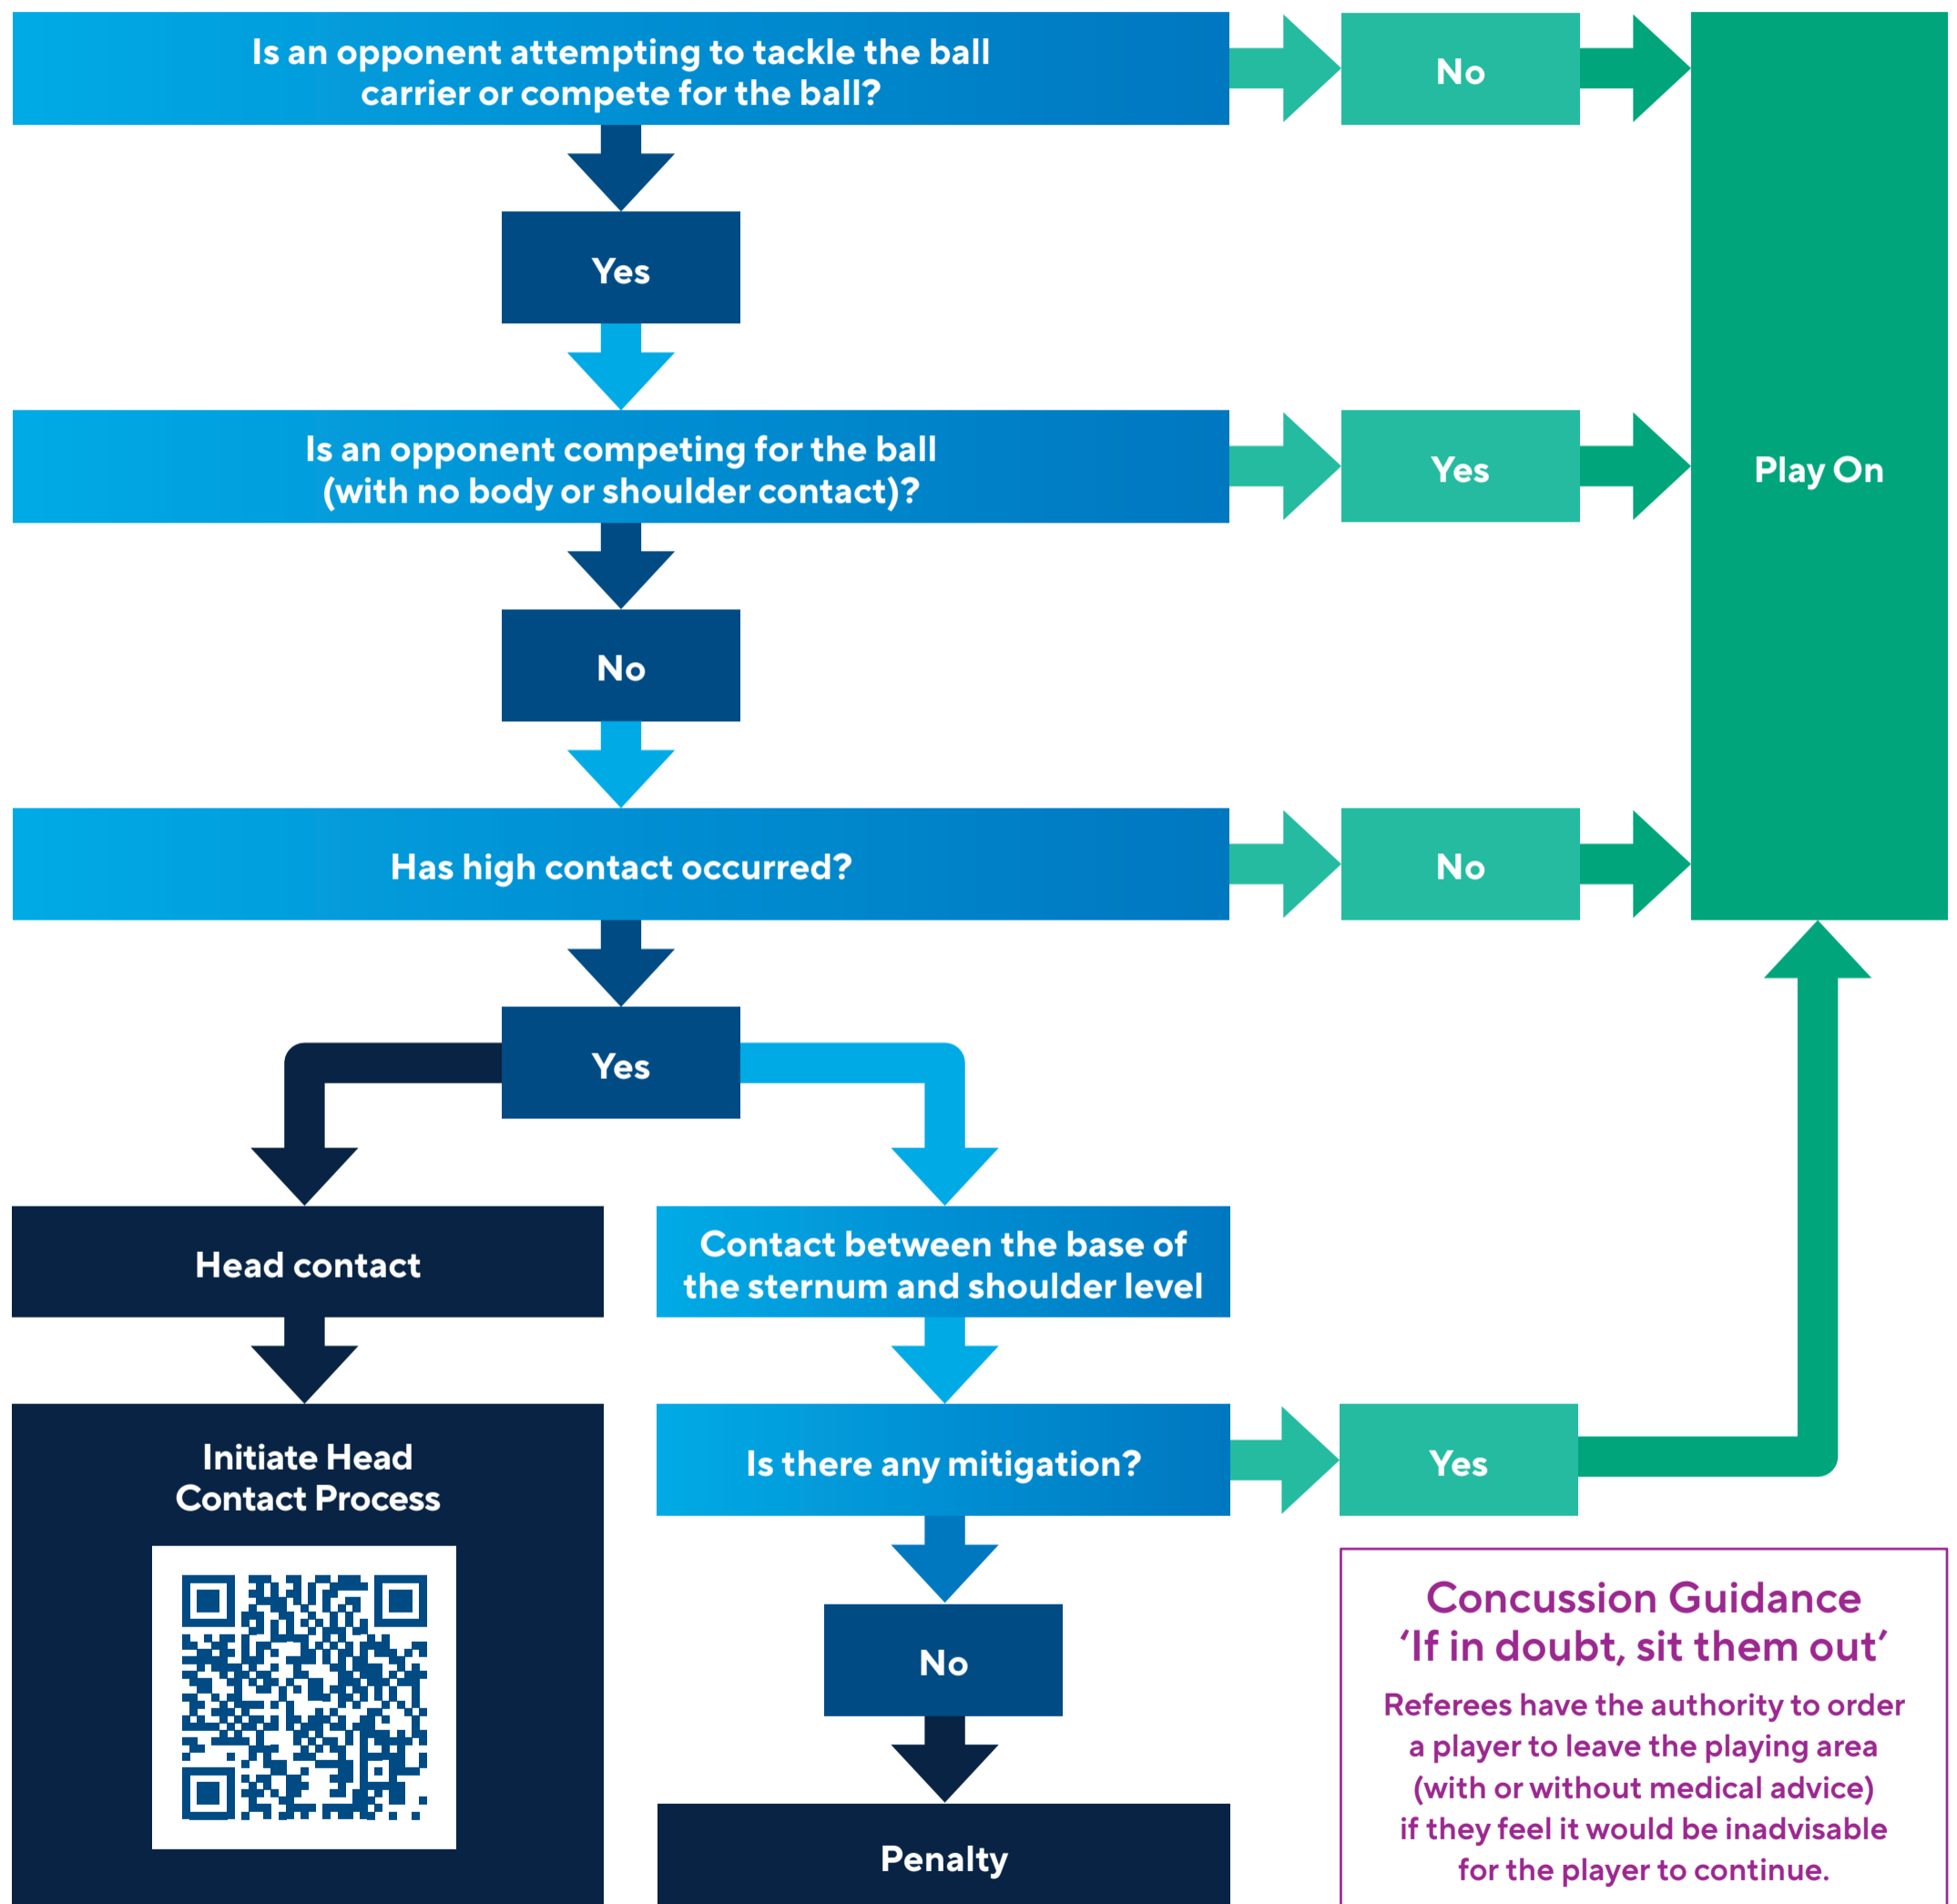 Is an opponent attempting to tackle the ball
carrier or compete for the ball?
No
Yes
Is an opponent competing for the ball
(with no body or shoulder contact)?
Yes
Play On
No
Has high contact occurred?
No
Yes
Head contact
Contact between the base of
the sternum and shoulder level
Initiate Head
Contact Process
Is there any mitigation?
Yes
No
Penalty
Concussion Guidance
‘If in doubt, sit them out’
Referees have the authority to order
a player to leave the playing area
(with or without medical advice)
if they feel it would be inadvisable
for the player to continue.